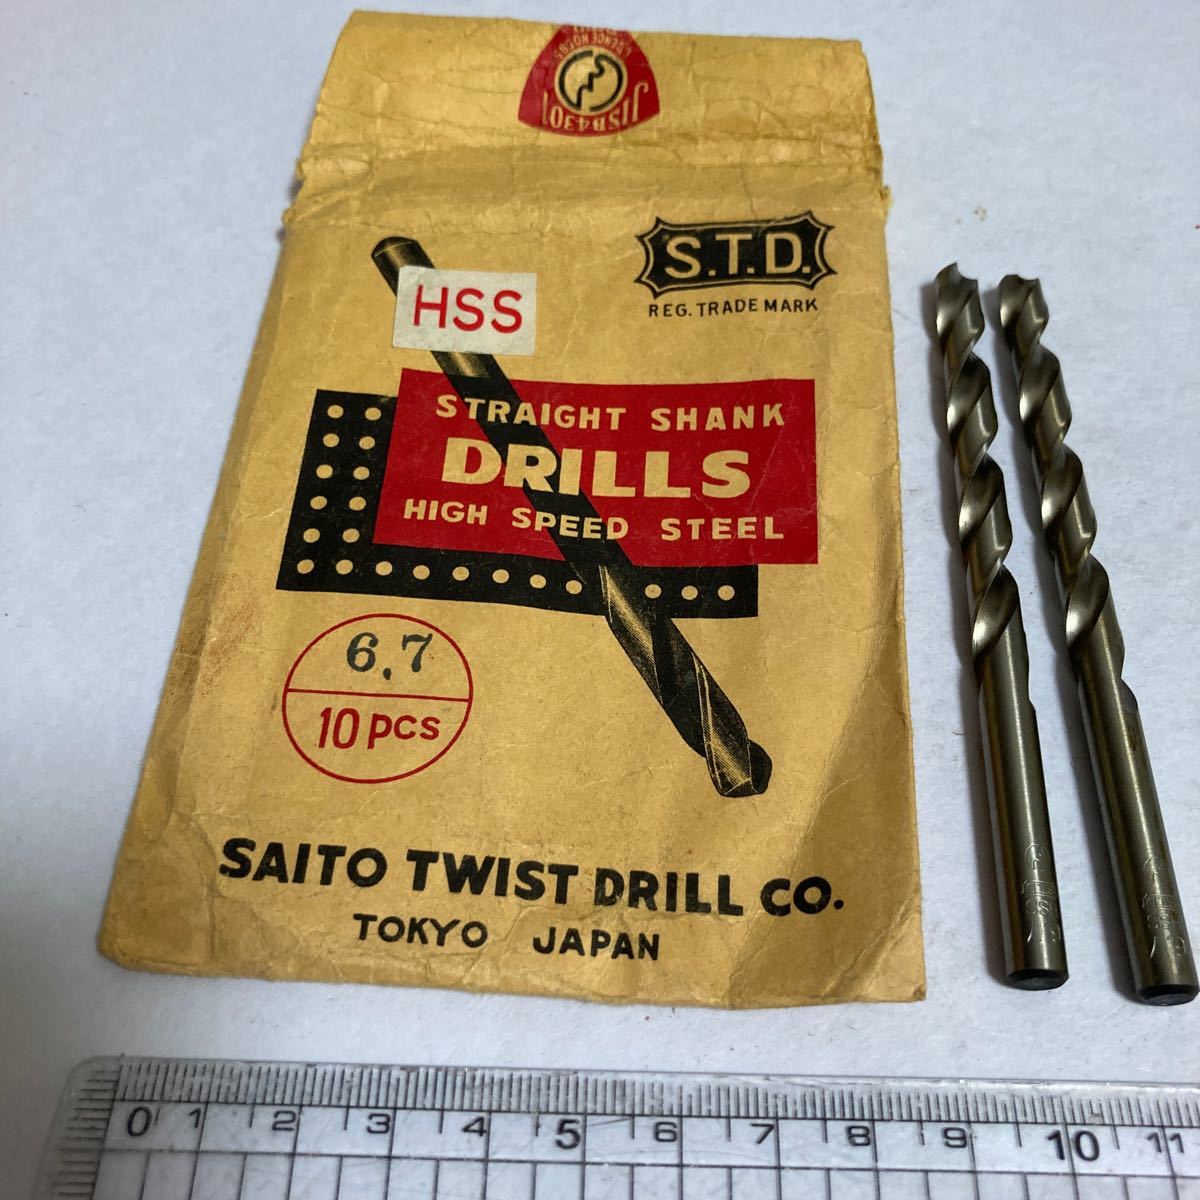 JISB4301
S.T.D.
REG. TRADE MARK
HSS
STRAIGHT SHANK
DRILLS
HIGH SPEED STEEL
6.7
10 PCS
SAITO TWIST DRILL CO.
TOKYO JAPAN
0 1 2 3 4 5 6 7 8 9 10 11